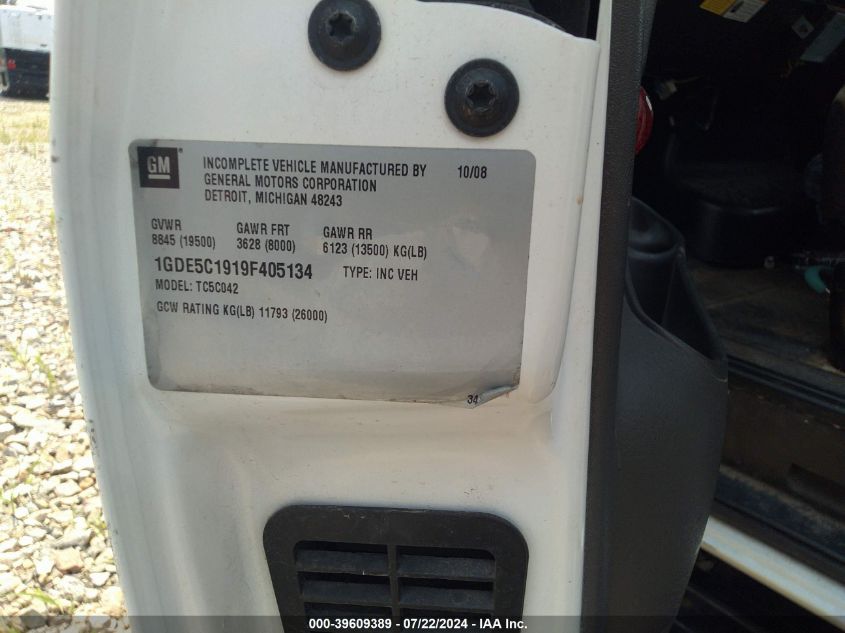 GM
INCOMPLETE VEHICLE MANUFACTURED BY 10/08
GENERAL MOTORS CORPORATION
DETROIT, MICHIGAN 48243
GVWR GAWR FRT GAWR RR
8845 (19500) 3628 (8000) 6123 (13500) KG(LB)
1GDE5C1919F405134 TYPE: INC VEH
MODEL: TC5C042
GCW RATING KG(LB) 11793 (26000)
34
000-39609389 - 07/22/2024 - IAA Inc.